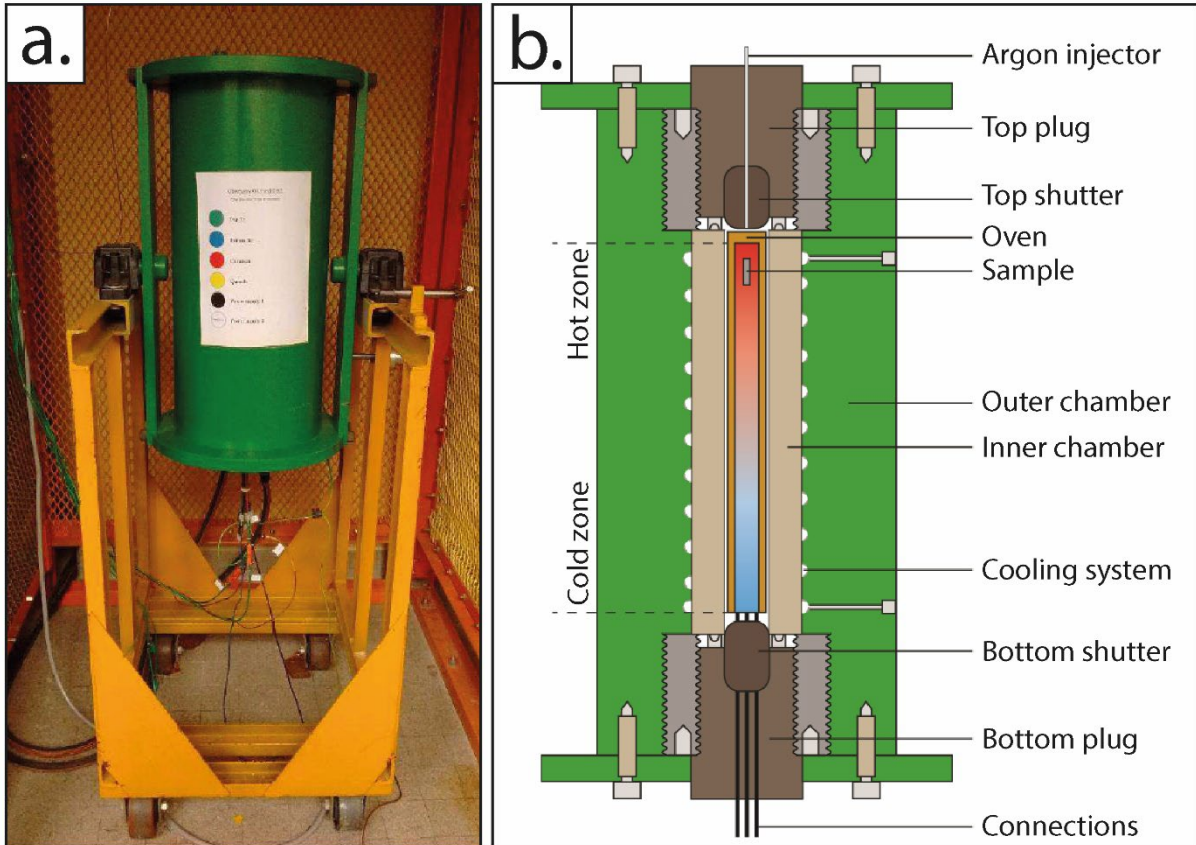 a.
b.
Argon injector
Top plug
Top shutter
Oven
Sample
Hot zone
Outer chamber
Inner chamber
Cold zone
Cooling system
Bottom shutter
Bottom plug
Connections